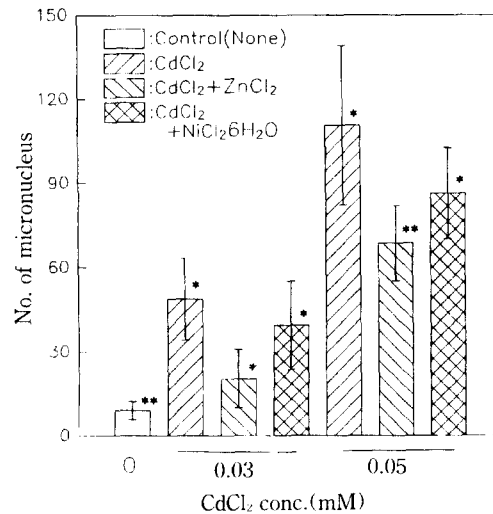 150
120
90
60
30
0
No. of micronucleus
:Control(None)
:CdCl₂
:CdCl₂+ZnCl₂
:CdCl₂
+NiCl₂6H₂O
**
*
*
*
*
**
*
0
0.03
0.05
CdCl₂ conc.(mM)